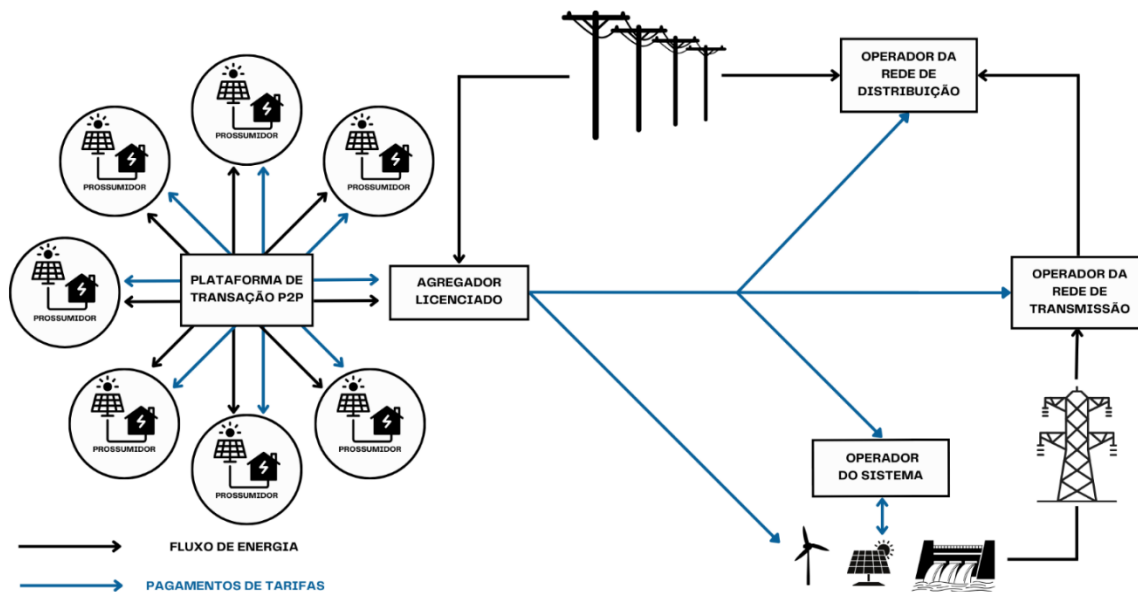 OPERADOR DA
REDE DE
DISTRIBUIÇÃO
PROSSUMIDOR
PROSSUMIDOR
PROSSUMIDOR
PROSSUMIDOR
PLATAFORMA DE
TRANSAÇÃO P2P
AGREGADOR
LICENCIADO
OPERADOR DA
REDE DE
TRANSMISSÃO
PROSSUMIDOR
PROSSUMIDOR
PROSSUMIDOR
OPERADOR
DO SISTEMA
FLUXO DE ENERGIA
PAGAMENTOS DE TARIFAS